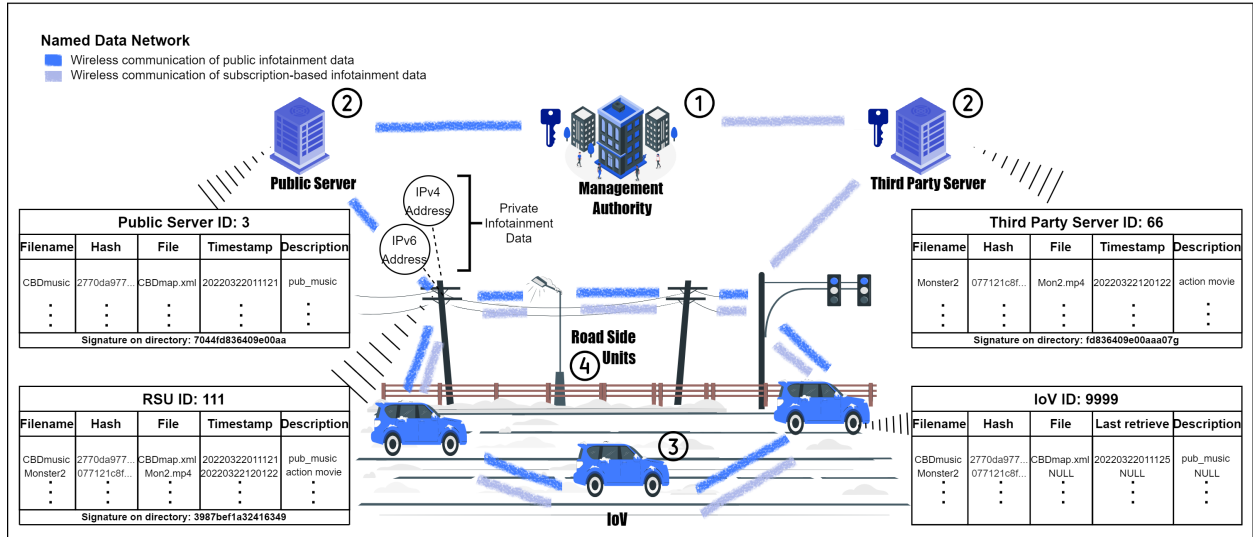 Named Data Network
Wireless communication of public infotainment data
Wireless communication of subscription-based infotainment data
2
1
2
Public Server
Management
Authority
Third Party Server
IPv4
Address
IPv6
Address
Private
Infotainment
Data
Public Server ID: 3
Filename Hash File Timestamp Description
CBDmusic 2770da977... CBDmap.xml 20220322011121 pub_music
Signature on directory: 7044fd836409e00aa
Third Party Server ID: 66
Filename Hash File Timestamp Description
Monster2 077121c8f... Mon2.mp4 20220322120122 action movie
Signature on directory: fd836409e00aaa07g
Road Side
Units
4
RSU ID: 111
Filename Hash File Timestamp Description
CBDmusic 2770da977... CBDmap.xml 20220322011121 pub_music
Monster2 077121c8f... Mon2.mp4 20220322120122 action movie
Signature on directory: 3987bef1a32416349
3
IoV
IoV ID: 9999
Filename Hash File Last retrieve Description
CBDmusic 2770da977... CBDmap.xml 20220322011125 pub_music
Monster2 077121c8f... NULL NULL NULL